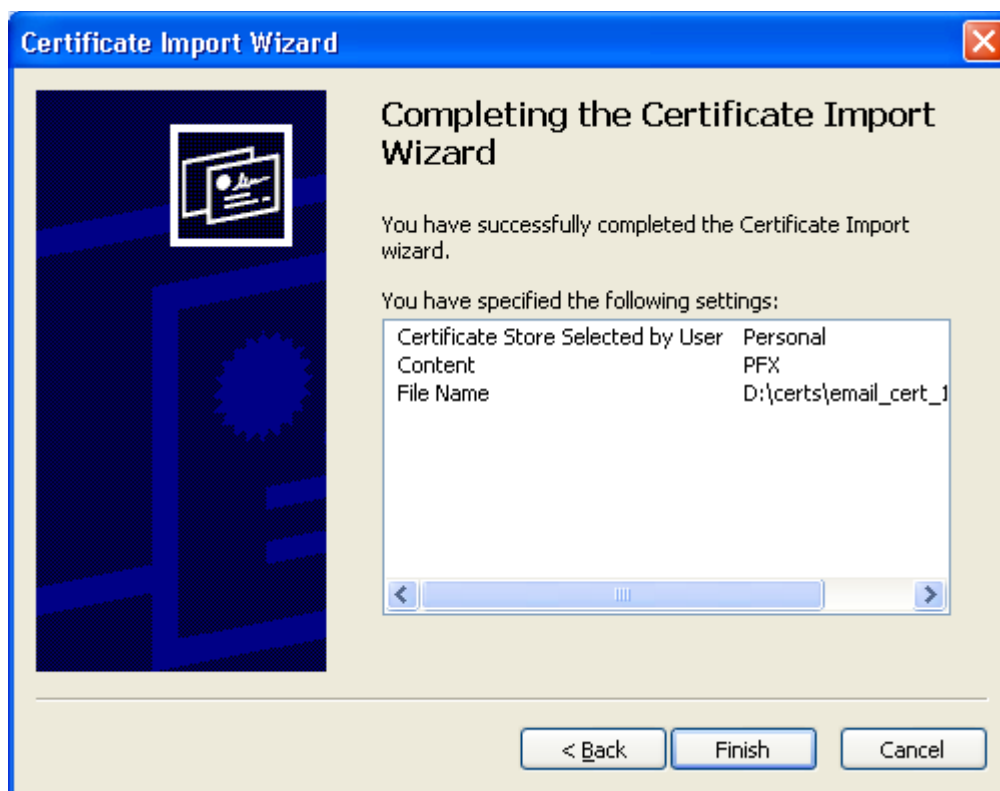 Certificate Import Wizard
Completing the Certificate Import
Wizard
You have successfully completed the Certificate Import
wizard.
You have specified the following settings:
Certificate Store Selected by User Personal
Content PFX
File Name D:\certs\email_cert_1
< Back Finish Cancel